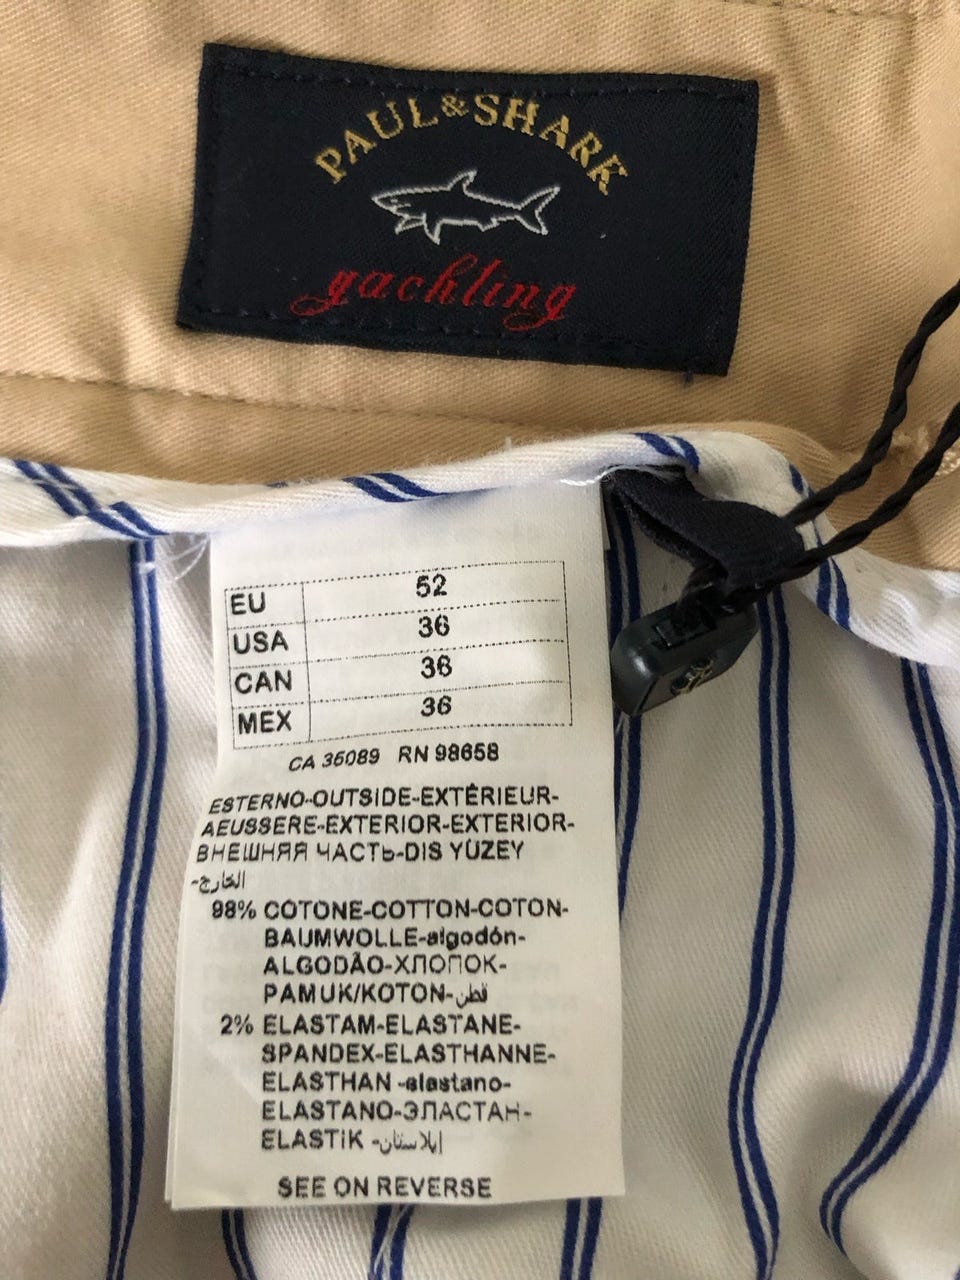 PAUL & SHARK
yachting
EU 52
USA 36
CAN 36
MEX 36
CA 35089 RN 98658
ESTERNO-OUTSIDE-EXTÉRIEUR-
AEUSSERE-EXTERIOR-EXTERIOR-
ВНЕШНЯЯ ЧАСТЬ-DIS YÜZEY
الخارج-
98% COTONE-COTTON-COTON-
BAUMWOLLE-algodón-
ALGODÃO-ХЛОПОК-
PAMUK/KOTON-قطن
2% ELASTAM-ELASTANE-
SPANDEX-ELASTHANNE-
ELASTHAN -elastano-
ELASTANO-ЭЛАСТАН-
ELASTİK -إيلاستان
SEE ON REVERSE